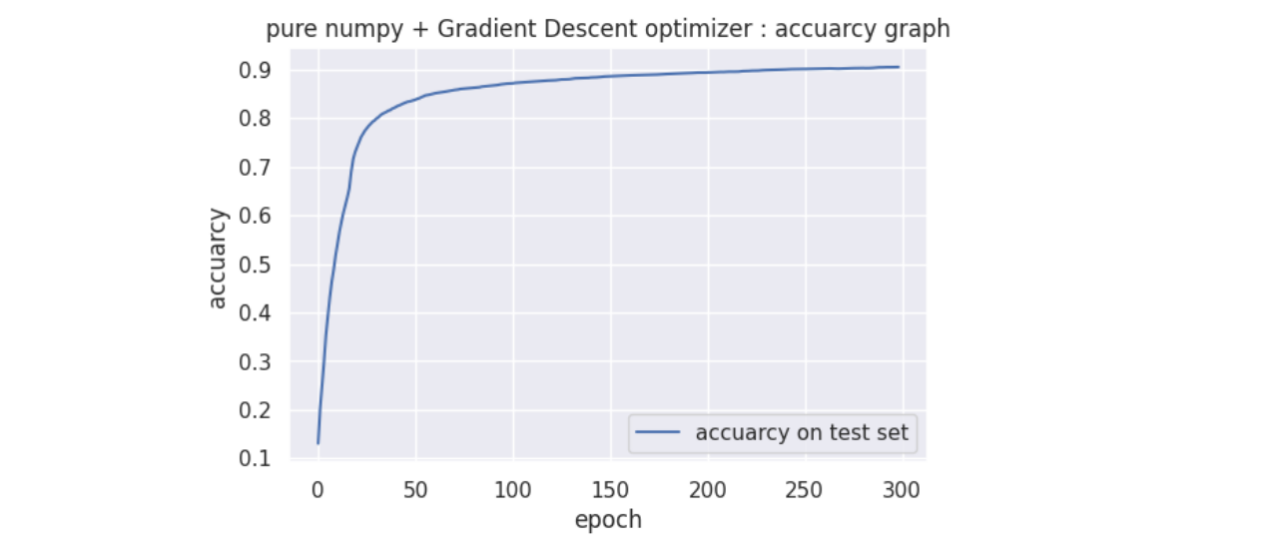 pure numpy + Gradient Descent optimizer : accuarcy graph
0.9
0.8
0.7
0.6
0.5
0.4
0.3
0.2
0.1
accuarcy
accuarcy on test set
0 50 100 150 200 250 300
epoch